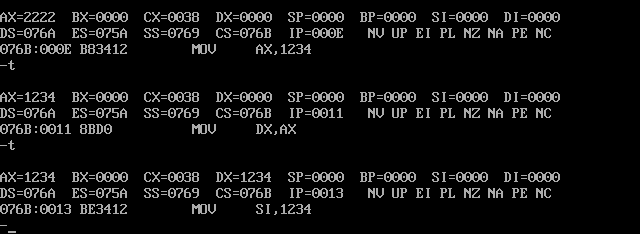 AX=2222  BX=0000  CX=0038  DX=0000  SP=0000  BP=0000  SI=0000  DI=0000
DS=076A  ES=075A  SS=0769  CS=076B  IP=000E   NV UP EI PL NZ NA PE NC
076B:000E B83412        MOV     AX,1234
-t
AX=1234  BX=0000  CX=0038  DX=0000  SP=0000  BP=0000  SI=0000  DI=0000
DS=076A  ES=075A  SS=0769  CS=076B  IP=0011   NV UP EI PL NZ NA PE NC
076B:0011 8BD0          MOV     DX,AX
-t
AX=1234  BX=0000  CX=0038  DX=1234  SP=0000  BP=0000  SI=0000  DI=0000
DS=076A  ES=075A  SS=0769  CS=076B  IP=0013   NV UP EI PL NZ NA PE NC
076B:0013 BE3412        MOV     SI,1234
-_